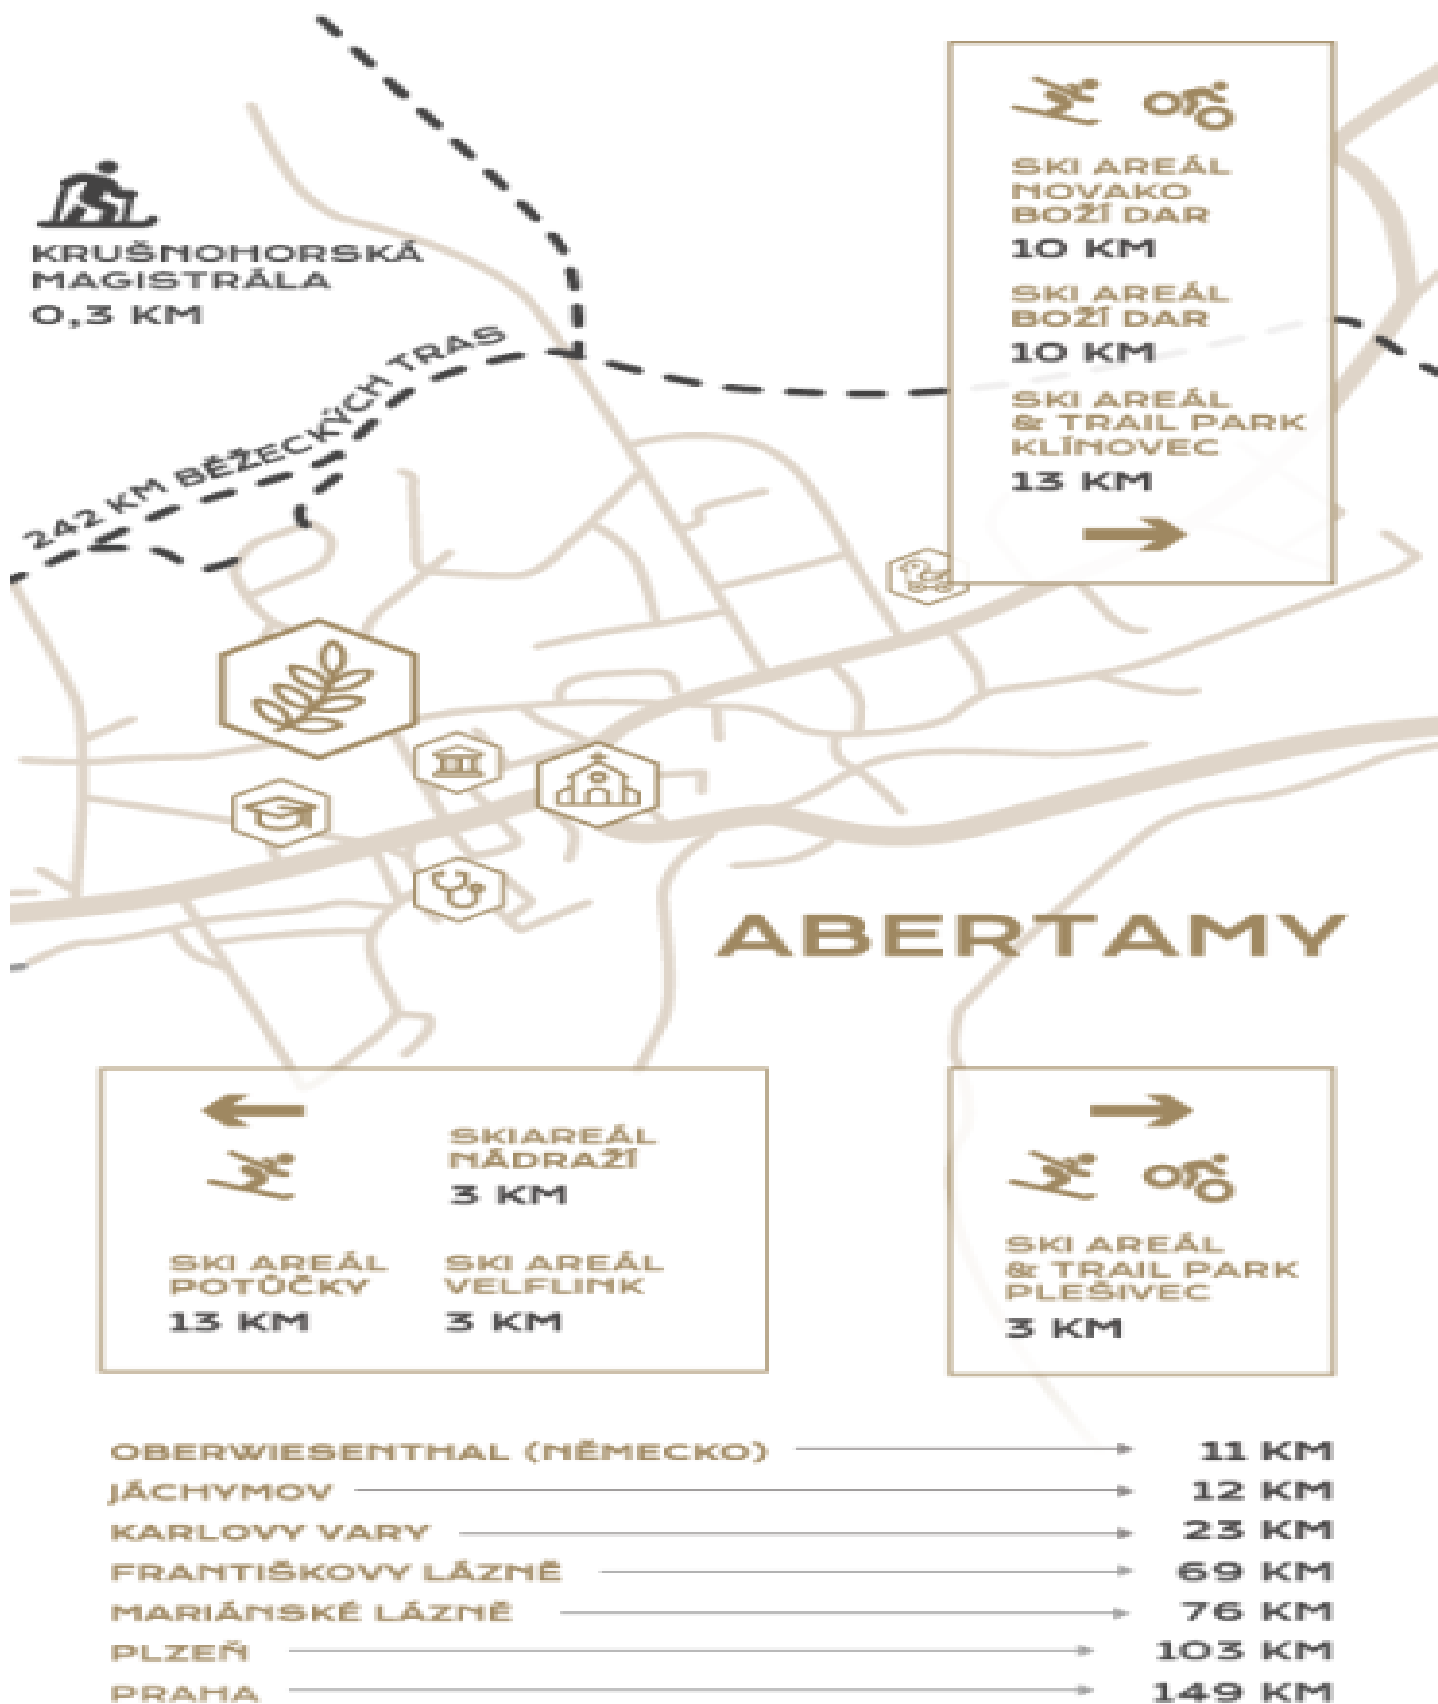 SKI AREÁL
NOVAKO
BOŽÍ DAR
10 KM
SKI AREÁL
BOŽÍ DAR
10 KM
SKI AREÁL
& TRAIL PARK
KLÍNOVEC
13 KM
KRUŠNOHORSKÁ
MAGISTRÁLA
0,3 KM
242 KM BĚŽECKÝCH TRAS
ABERTAMY
SKIAREÁL
NÁDRAŽÍ
3 KM
SKI AREÁL
POTŮČKY
13 KM
SKI AREÁL
VELFLINK
3 KM
SKI AREÁL
& TRAIL PARK
PLEŠIVEC
3 KM
OBERWIESENTHAL (NĚMECKO) 11 KM
JÁCHYMOV 12 KM
KARLOVY VARY 23 KM
FRANTIŠKOVY LÁZNĚ 69 KM
MARIÁNSKÉ LÁZNĚ 76 KM
PLZEŇ 103 KM
PRAHA 149 KM